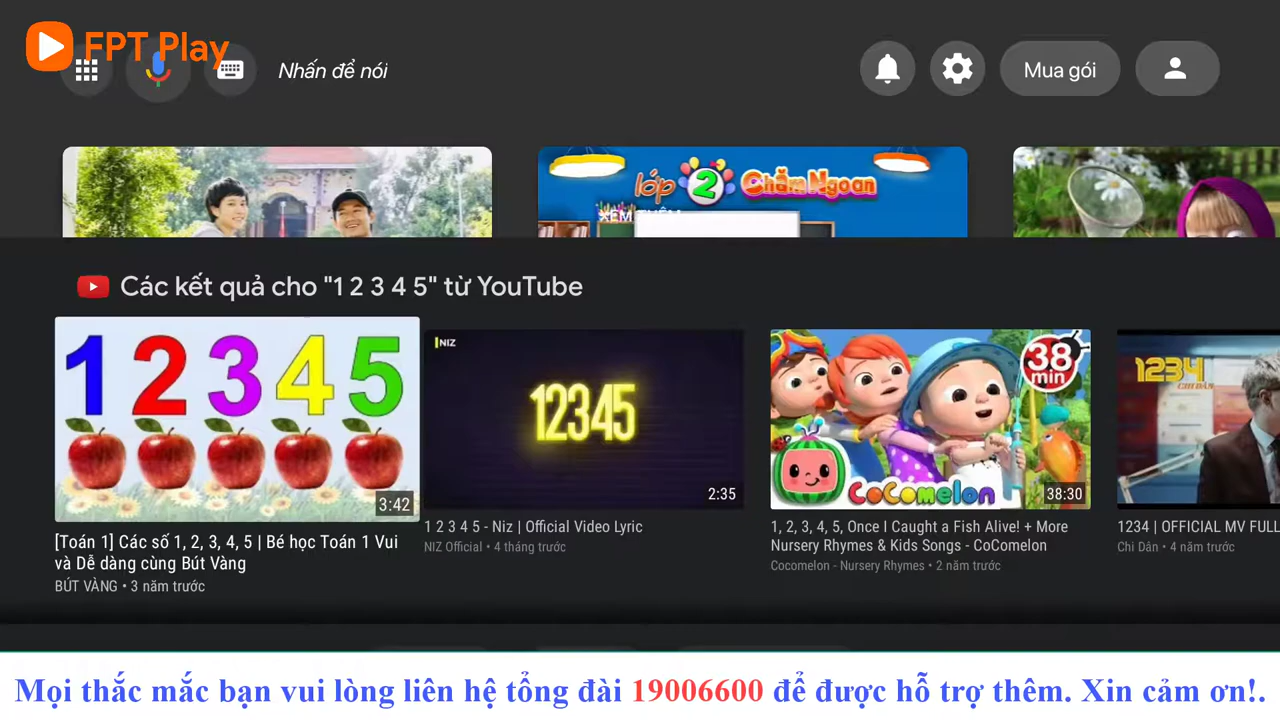 FPT Play
Nhấn để nói
Mua gói
lớp 2 Chăm Ngoan
XEM THÊM
Các kết quả cho "1 2 3 4 5" từ YouTube
1 2 3 4 5
3:42
[Toán 1] Các số 1, 2, 3, 4, 5 | Bé học Toán 1 Vui
và Dễ dàng cùng Bút Vàng
BÚT VÀNG • 3 năm trước
NIZ
12345
2:35
1 2 3 4 5 - Niz | Official Video Lyric
NIZ Official • 4 tháng trước
38
min
CoComelon
38:30
1, 2, 3, 4, 5, Once I Caught a Fish Alive! + More
Nursery Rhymes & Kids Songs - CoComelon
Cocomelon - Nursery Rhymes • 2 năm trước
1234
CHI DÂN
1234 | OFFICIAL MV FULL
Chi Dân • 4 năm trước
Mọi thắc mắc bạn vui lòng liên hệ tổng đài 19006600 để được hỗ trợ thêm. Xin cảm ơn!.